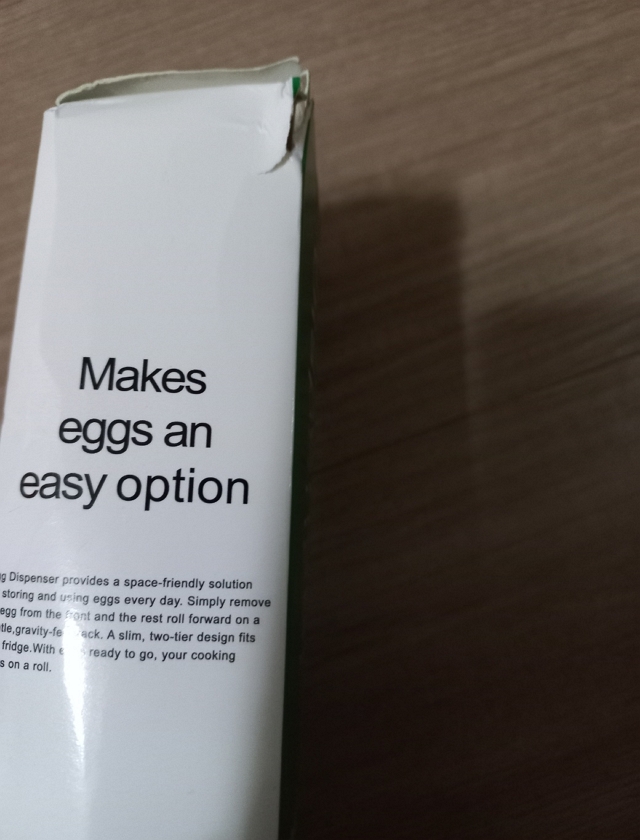 Makes
eggs an
easy option
Dispenser provides a space-friendly solution
storing and using eggs every day. Simply remove
egg from the front and the rest roll forward on a
A slim, two-tier design fits
fridge.With ready to go, your cooking
on a roll.